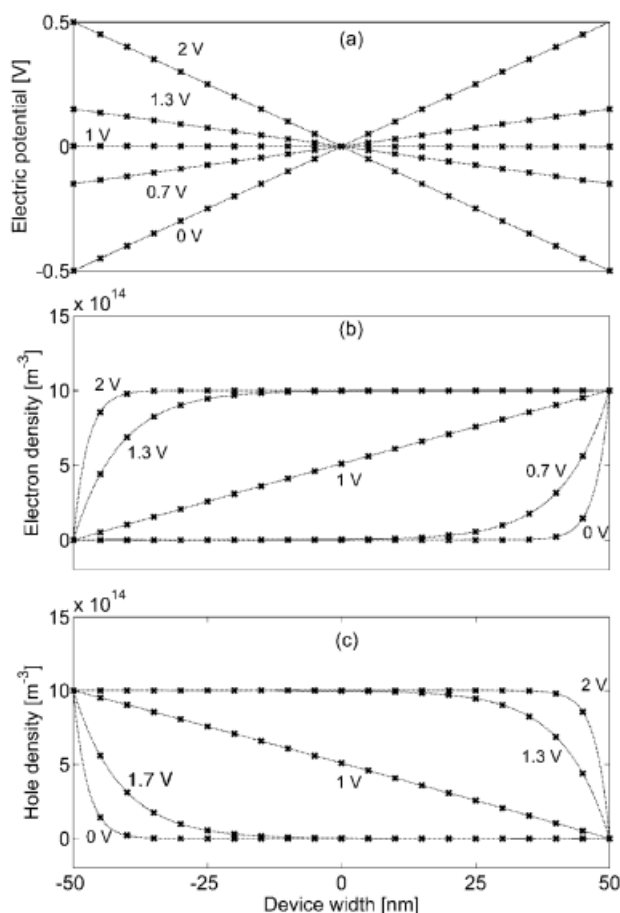 0.5
(a)
2 V
1.3 V
1 V
0
0.7 V
0 V
-0.5
Electric potential [V]
15 x 10^14
(b)
2 V
10
1.3 V
0.7 V
5
1 V
0 V
0
Electron density [m^-3]
15 x 10^14
(c)
2 V
10
1.7 V
1.3 V
5
1 V
0 V
0
Hole density [m^-3]
-50 -25 0 25 50
Device width [nm]